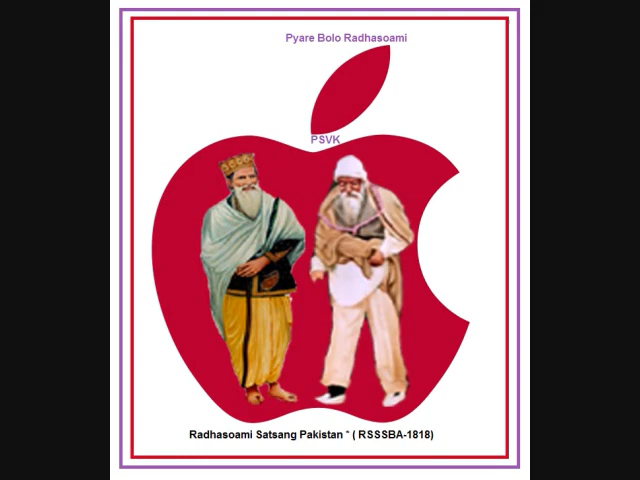 Pyare Bolo Radhasoami
PSVK
Radhasoami Satsang Pakistan * ( RSSSBA-1818)